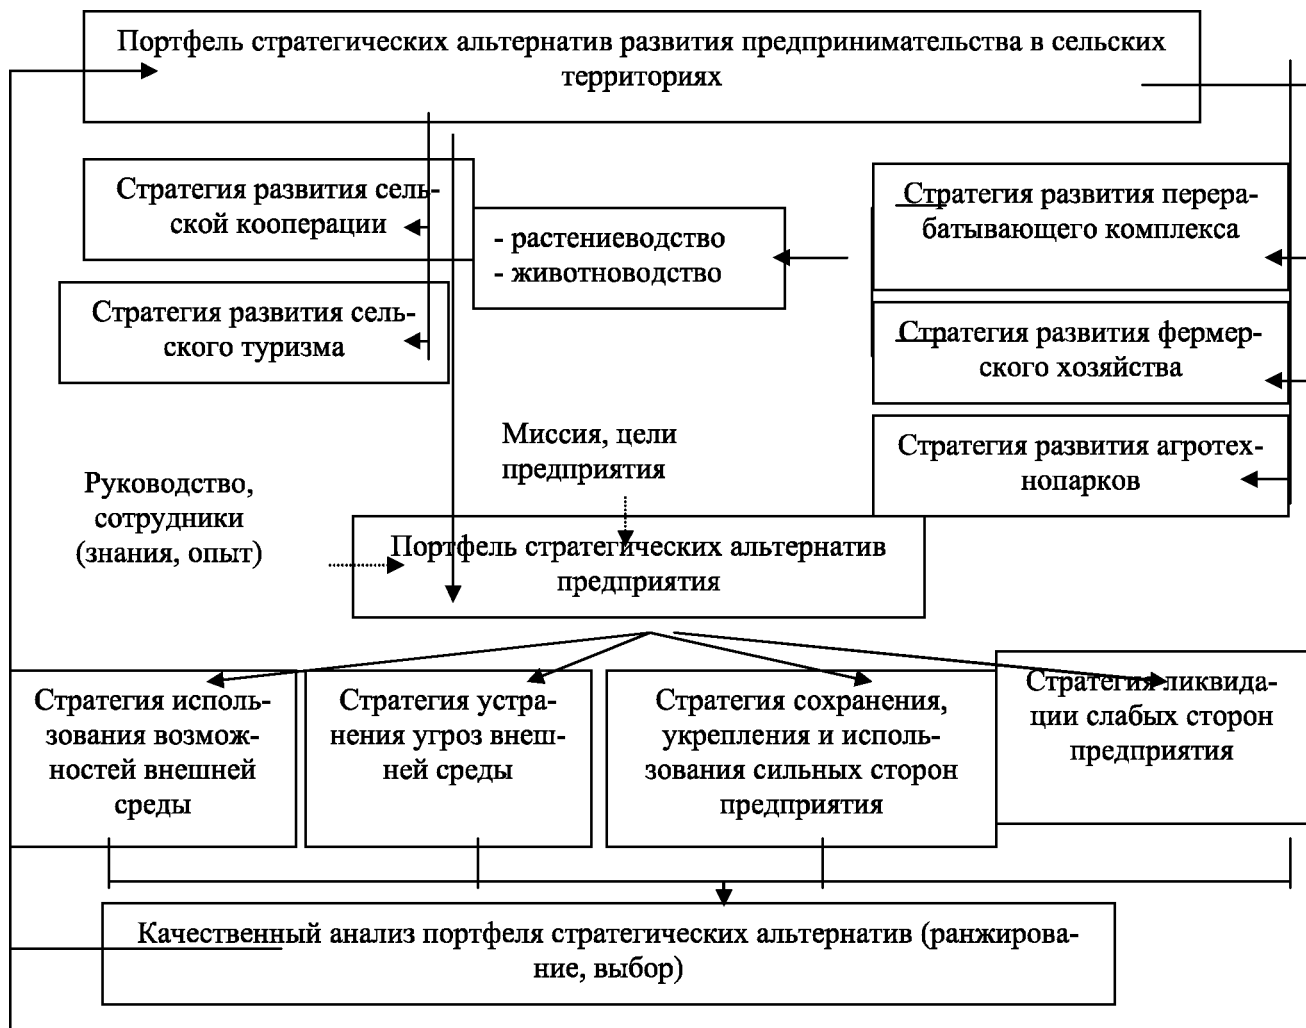 Портфель стратегических альтернатив развития предпринимательства в сельских
территориях
Стратегия развития сель-
ской кооперации
- растениеводство
- животноводство
Стратегия развития перера-
батывающего комплекса
Стратегия развития сель-
ского туризма
Стратегия развития фермер-
ского хозяйства
Стратегия развития агротех-
нопарков
Миссия, цели
предприятия
Руководство,
сотрудники
(знания, опыт)
Портфель стратегических альтернатив
предприятия
Стратегия исполь-
зования возмож-
ностей внешней
среды
Стратегия устра-
нения угроз внеш-
ней среды
Стратегия сохранения,
укрепления и исполь-
зования сильных сторон
предприятия
Стратегия ликвида-
ции слабых сторон
предприятия
Качественный анализ портфеля стратегических альтернатив (ранжирова-
ние, выбор)